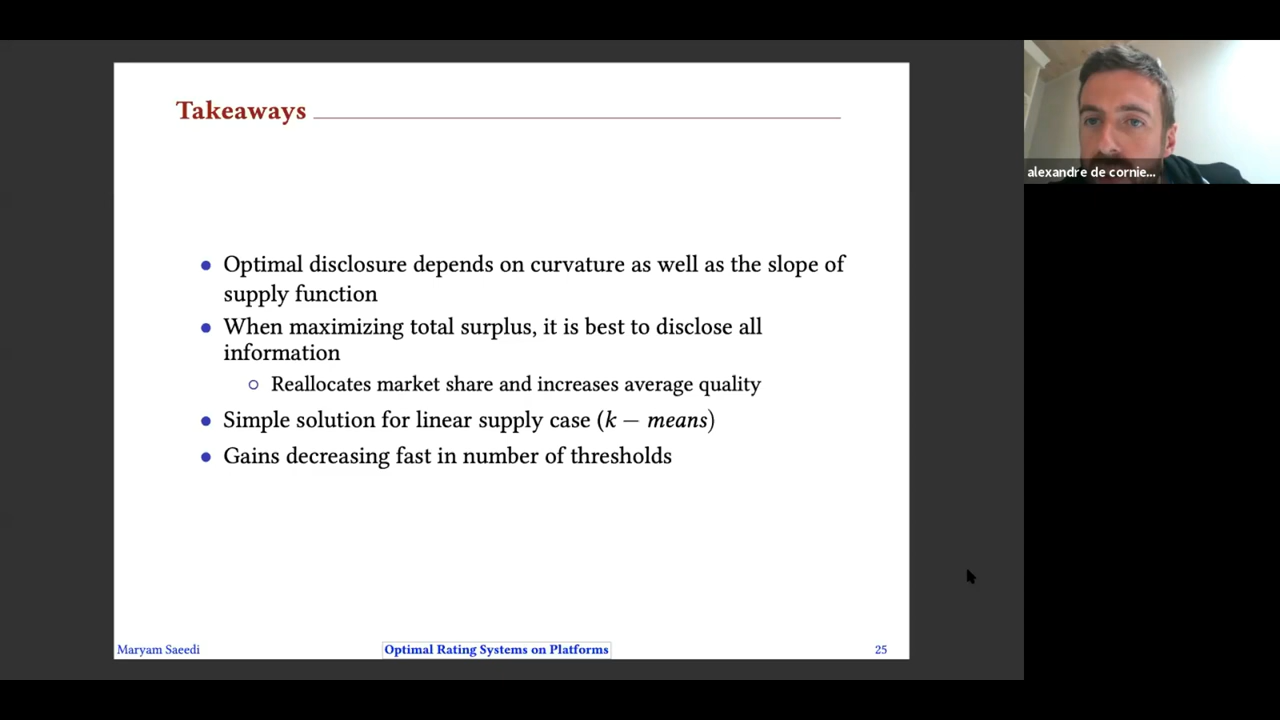 Takeaways
alexandre de cornie...
● Optimal disclosure depends on curvature as well as the slope of
supply function
● When maximizing total surplus, it is best to disclose all
information
○ Reallocates market share and increases average quality
● Simple solution for linear supply case (k − means)
● Gains decreasing fast in number of thresholds
Maryam Saeedi
Optimal Rating Systems on Platforms
25